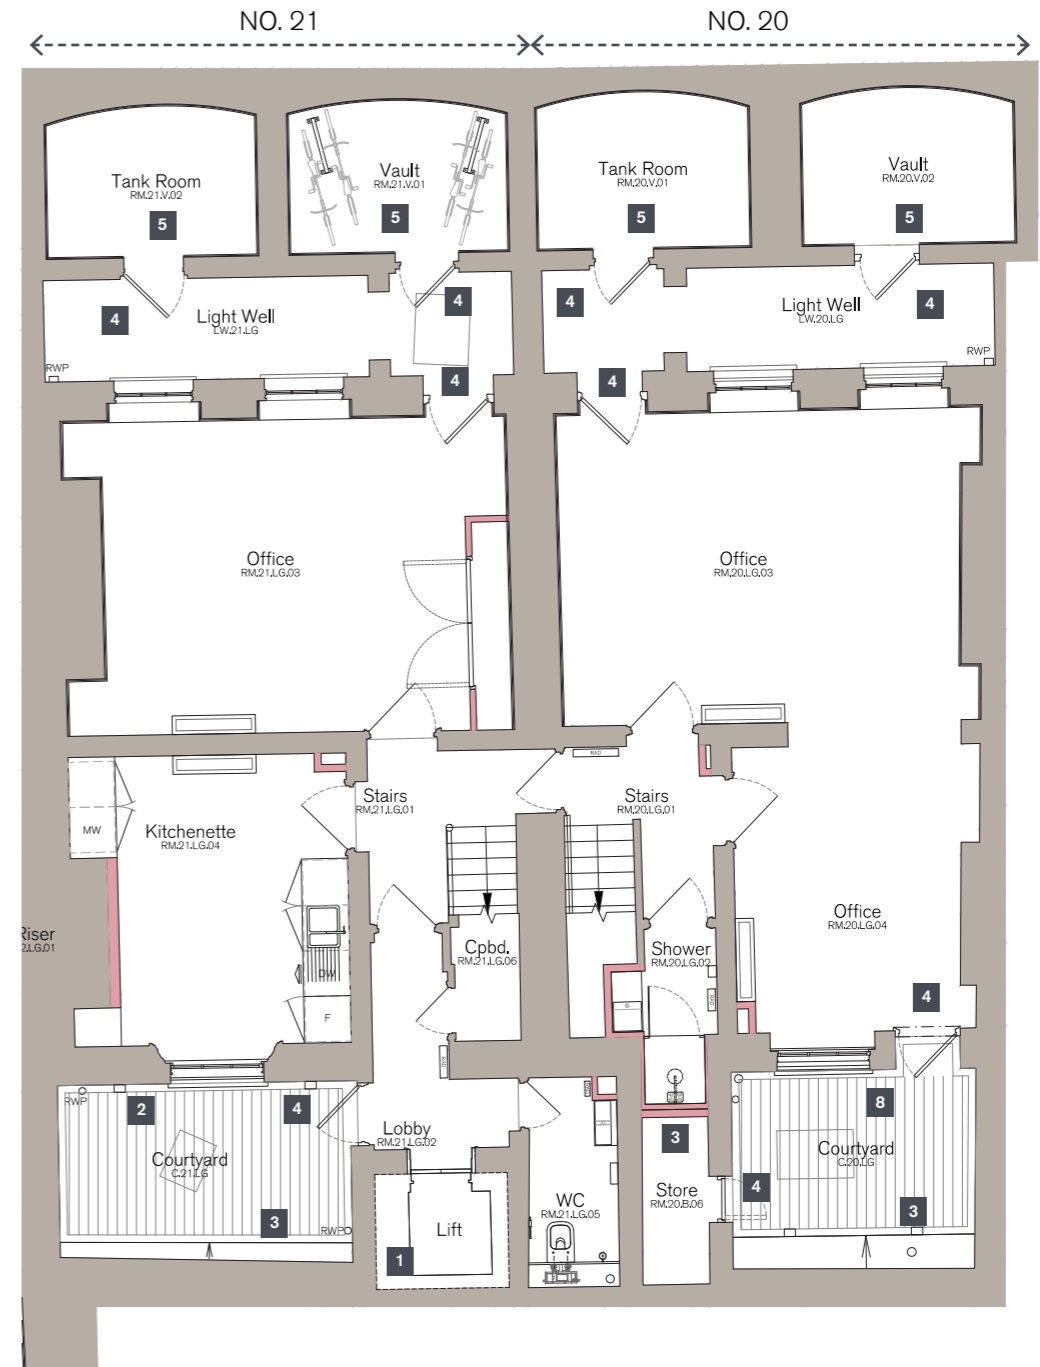 NO. 21
NO. 20
Tank Room
RM.21.V.02
5
Vault
RM.21.V.01
5
Tank Room
RM.20.V.01
5
Vault
RM.20.V.02
5
4
Light Well
LW.21.LG
4
4
Light Well
LW.20.LG
4
RWP
RWP
4
4
Office
RM.21.LG.03
Office
RM.20.LG.03
RAD
Stairs
RM.21.LG.01
Stairs
RM.20.LG.01
MW
Kitchenette
RM.21.LG.04
Riser
2.LG.01
Cpbd.
RM.21.LG.06
Shower
RM.20.LG.02
Office
RM.20.LG.04
DW
RAD
F
4
RAD
RAD
RWP
2
4
Lobby
RM.21.LG.02
3
8
Courtyard
C.21.LG
Courtyard
C.20.LG
3
RWP
1
Lift
WC
RM.21.LG.05
Store
RM.20.B.06
4
3